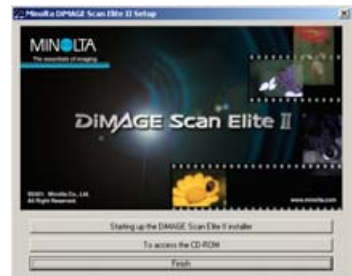 Minolta DiMAGE Scan Elite II Setup
MINOLTA
The essentials of imaging
DiMAGE Scan Elite II
©2001 Minolta Co., Ltd.
All Right Reserved.
www.minolta.com
Starting up the DiMAGE Scan Elite II installer
To access the CD-ROM
Finish